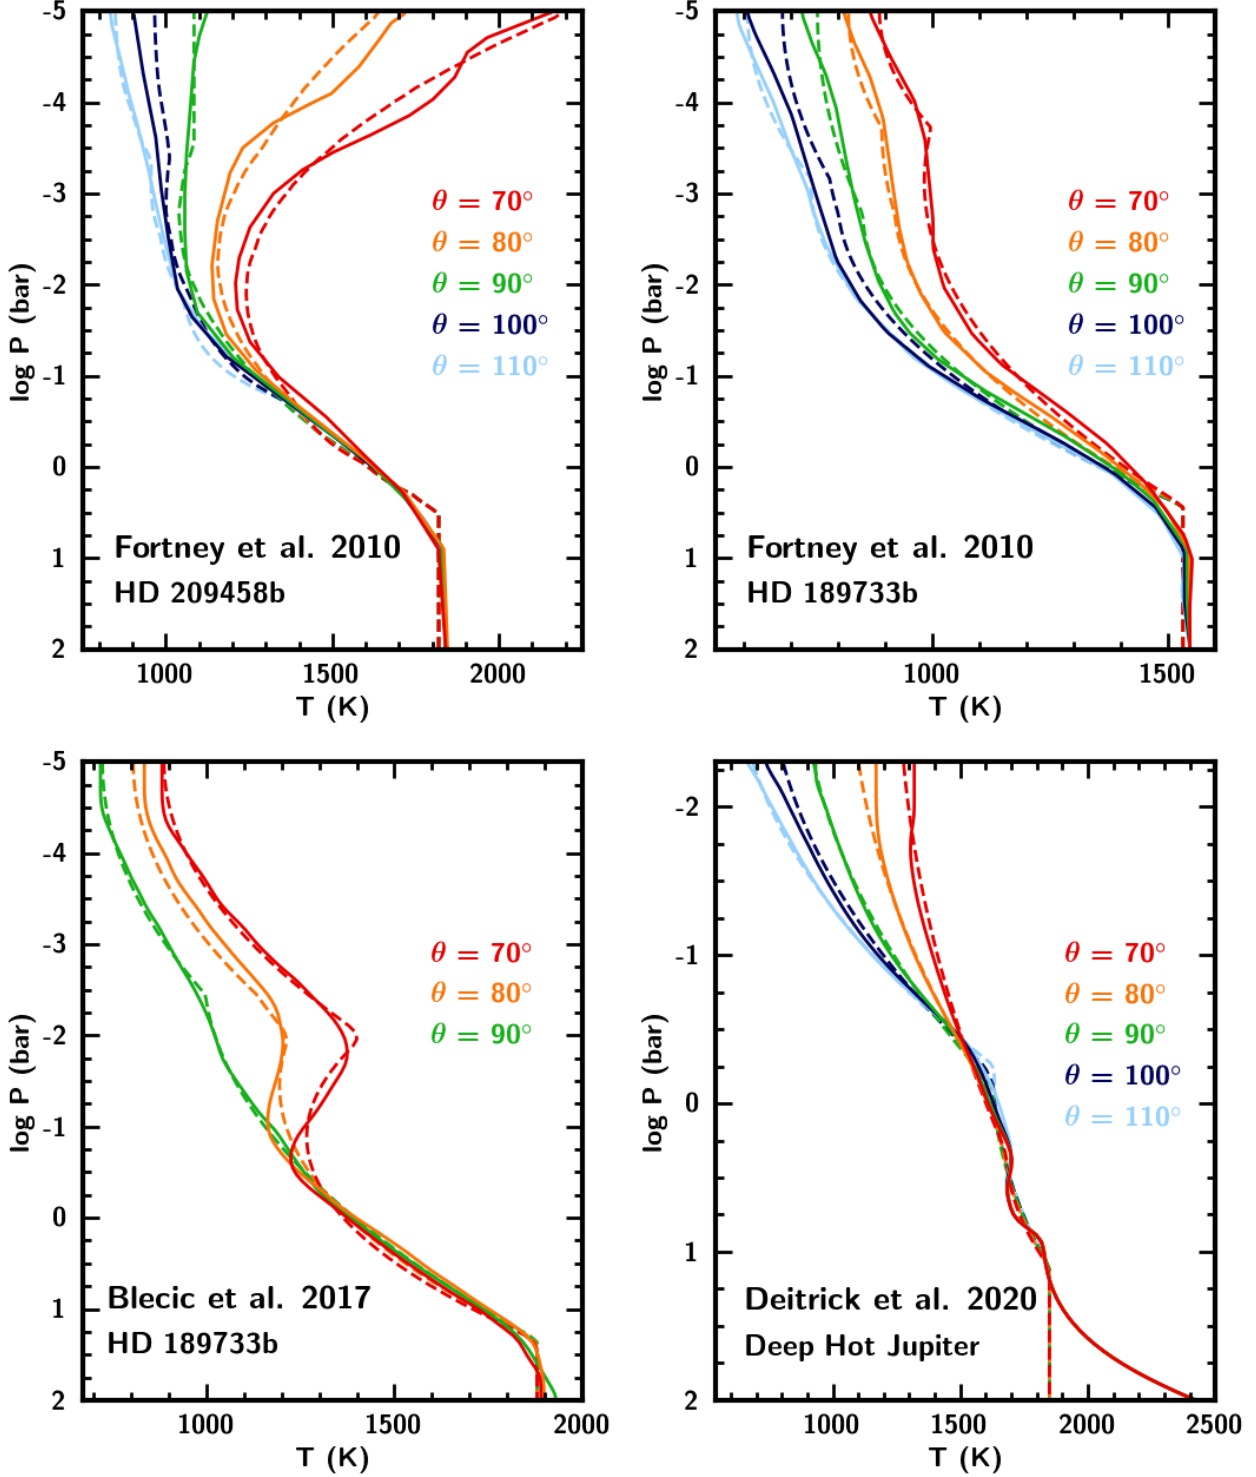 -5
-4
-3
-2
-1
0
1
2
log P (bar)
θ = 70°
θ = 80°
θ = 90°
θ = 100°
θ = 110°
Fortney et al. 2010
HD 209458b
1000 1500 2000
T (K)
-5
-4
-3
-2
-1
0
1
2
log P (bar)
θ = 70°
θ = 80°
θ = 90°
θ = 100°
θ = 110°
Fortney et al. 2010
HD 189733b
1000 1500
T (K)
-5
-4
-3
-2
-1
0
1
2
log P (bar)
θ = 70°
θ = 80°
θ = 90°
Blecic et al. 2017
HD 189733b
1000 1500 2000
T (K)
-2
-1
0
1
2
log P (bar)
θ = 70°
θ = 80°
θ = 90°
θ = 100°
θ = 110°
Deitrick et al. 2020
Deep Hot Jupiter
1000 1500 2000 2500
T (K)